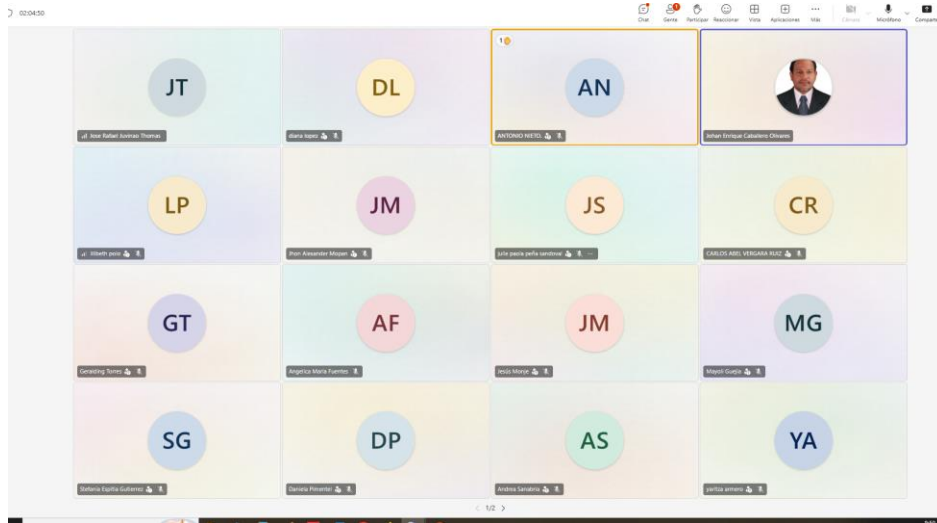 02:04:50
Chat Gente Participar Reaccionar Vista Aplicaciones Más Cámara Micrófono Compartir
JT DL 1 AN
Jose Rafael Juvinao Thomas diana lopez ANTONIO NIETO. Johan Enrique Caballero Olivares
LP JM JS CR
lilibeth polo Jhon Alexander Mopan julie paola peña sandoval CARLOS ABEL VERGARA RUIZ
GT AF JM MG
Geralding Torres Angelica Maria Fuentes Jesús Monje Mayoli Guejia
SG DP AS YA
Stefania Espitia Gutierrez Daniela Pimentel Andrea Sanabria yaritza armero
1/2